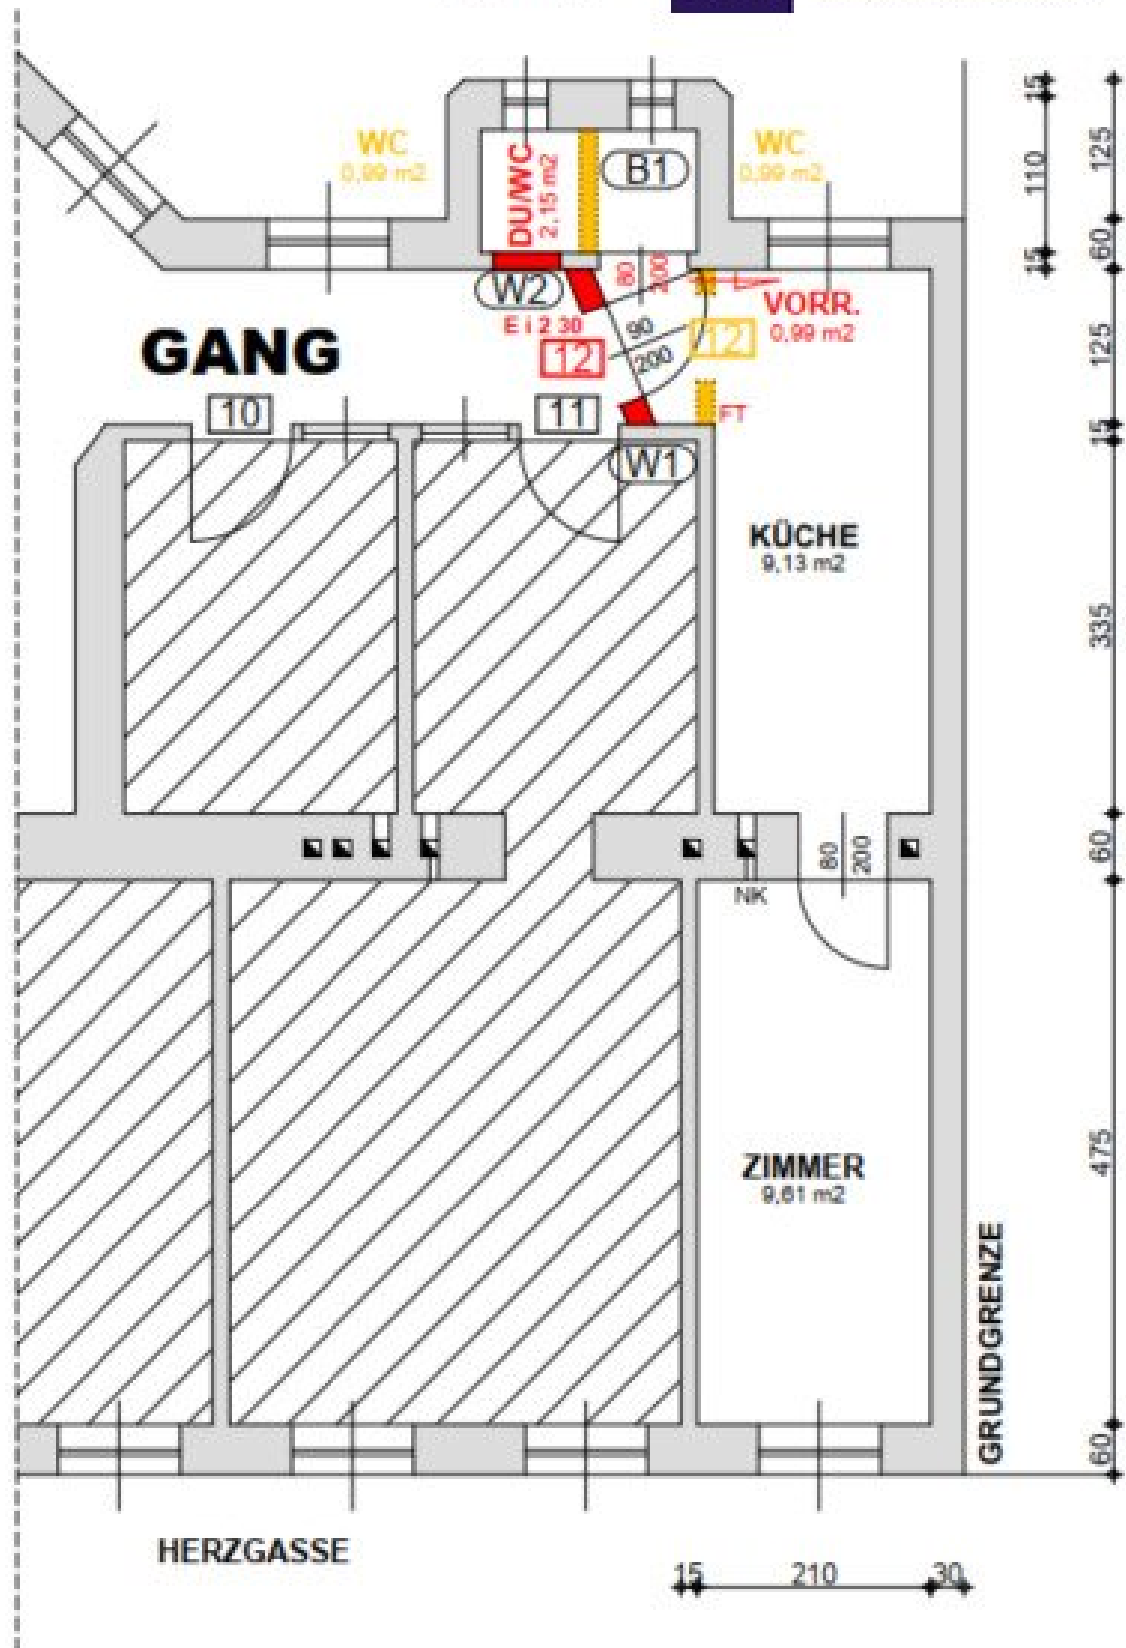 WC
0,99 m2
DU/WC
2,15 m2
B1
WC
0,99 m2
15
110
15
125
60
125
15
335
60
475
60
W2
80
200
E i 2 30
12
90
200
12
VORR.
0,99 m2
GANG
10
11
FT
W1
KÜCHE
9,13 m2
80
200
NK
ZIMMER
9,61 m2
GRUNDGRENZE
HERZGASSE
15
210
30